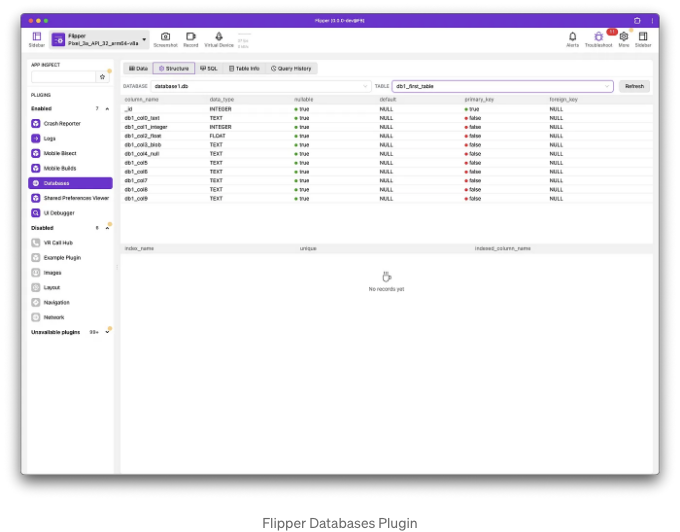 Flipper (0.0.0-dev@FB)
Sidebar
Flipper
Pixel_3a_API_32_arm64-v8a
Screenshot
Record
Virtual Device
Alerts
Troubleshoot
More
Sidebar
APP INSPECT
PLUGINS
Enabled 7
Crash Reporter
Logs
Mobile Bisect
Mobile Builds
Databases
Shared Preferences Viewer
UI Debugger
Disabled 6
VR Call Hub
Example Plugin
Images
Layout
Navigation
Network
Unavailable plugins 99+
Data Structure SQL Table Info Query History
DATABASE database1.db TABLE db1_first_table Refresh
column_name data_type nullable default primary_key foreign_key
_id INTEGER true NULL true NULL
db1_col0_text TEXT true NULL false NULL
db1_col1_integer INTEGER true NULL false NULL
db1_col2_float FLOAT true NULL false NULL
db1_col3_blob TEXT true NULL false NULL
db1_col4_null TEXT true NULL false NULL
db1_col5 TEXT true NULL false NULL
db1_col6 TEXT true NULL false NULL
db1_col7 TEXT true NULL false NULL
db1_col8 TEXT true NULL false NULL
db1_col9 TEXT true NULL false NULL
index_name unique indexed_column_name
No records yet
Flipper Databases Plugin